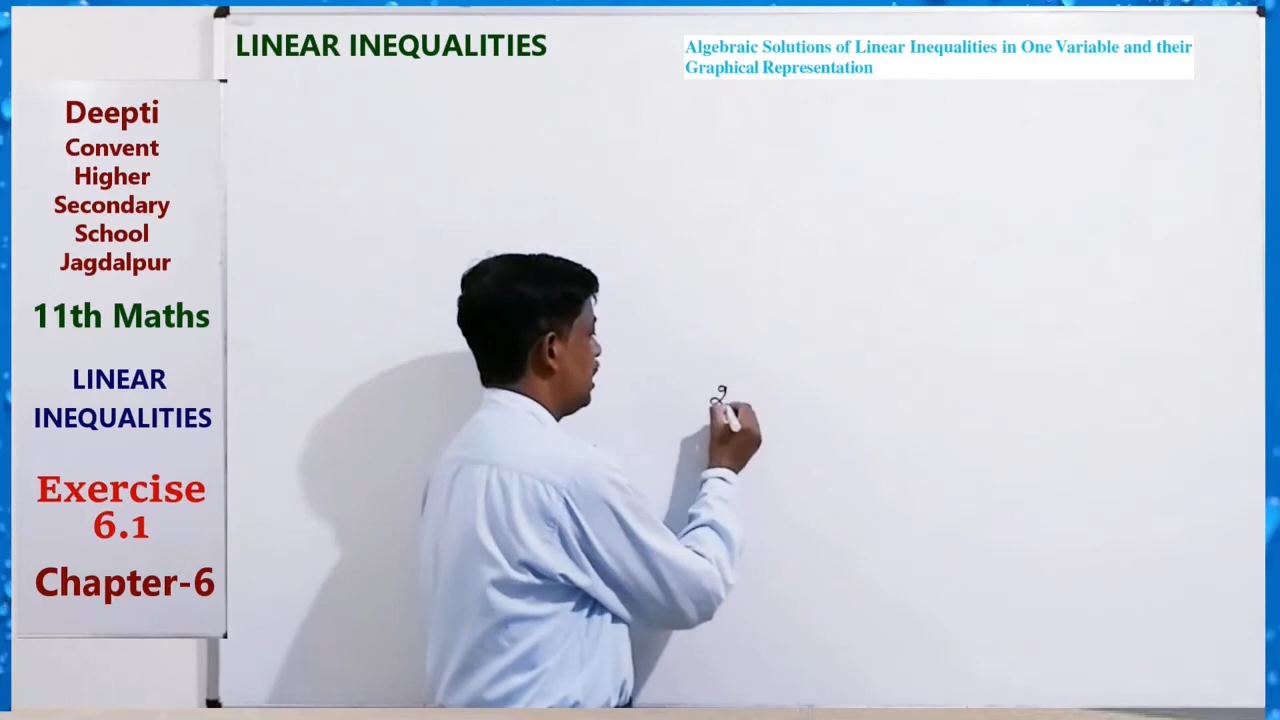 LINEAR INEQUALITIES
Algebraic Solutions of Linear Inequalities in One Variable and their
Graphical Representation
Deepti
Convent
Higher
Secondary
School
Jagdalpur
11th Maths
LINEAR
INEQUALITIES
Exercise
6.1
Chapter-6
2